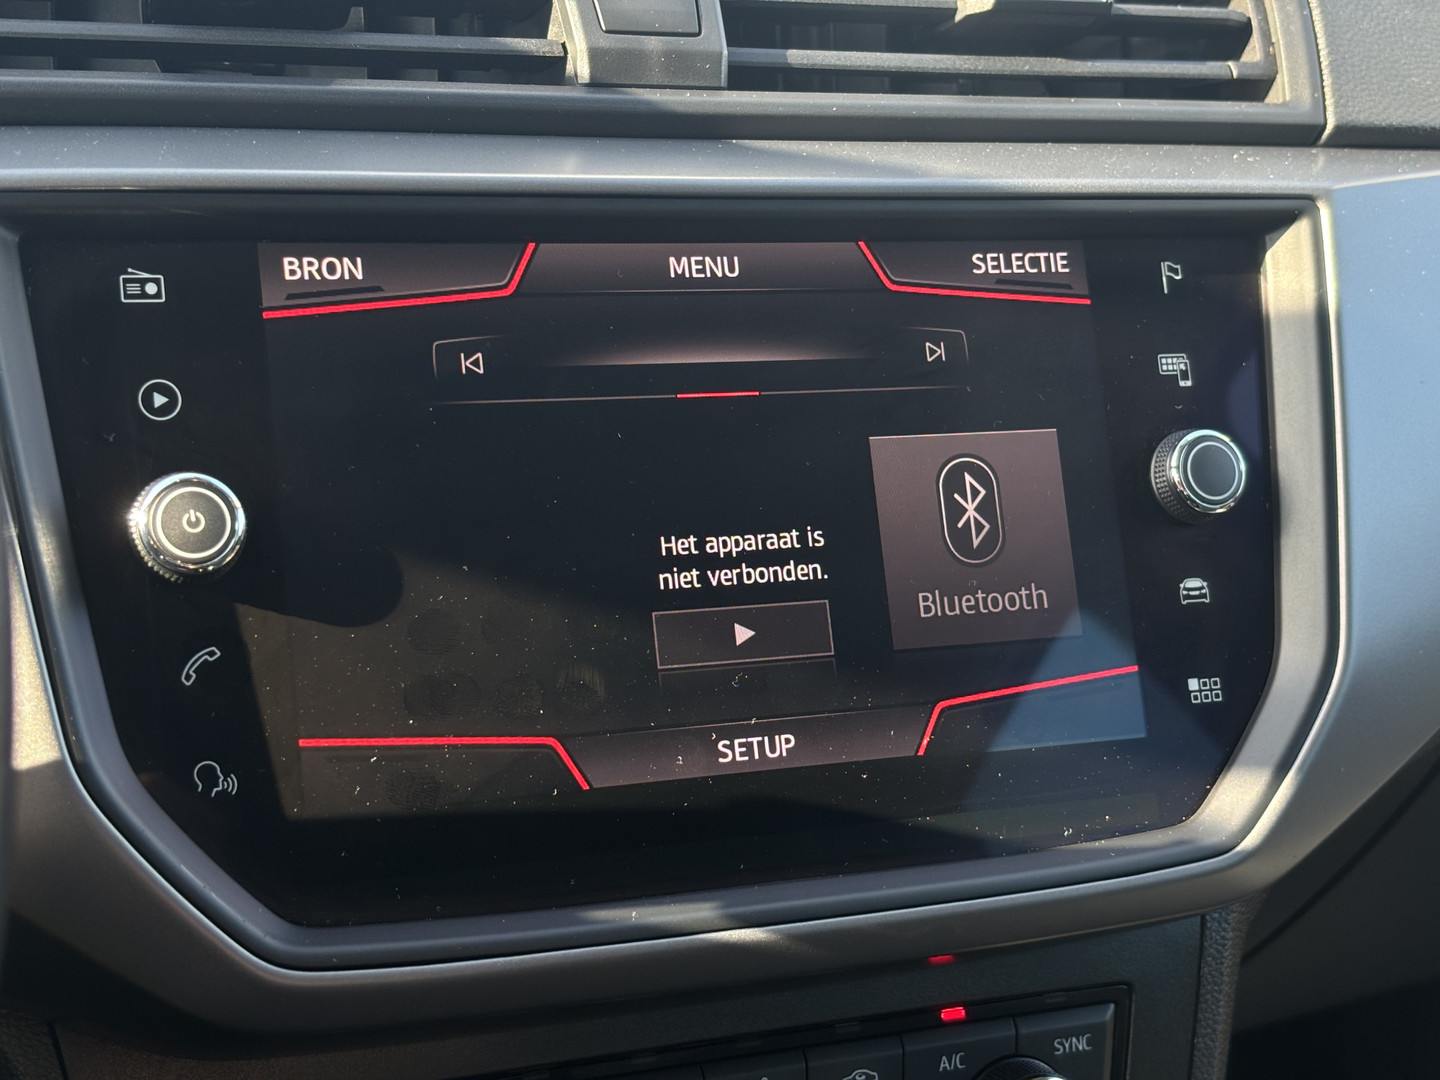 BRON
MENU
SELECTIE
Het apparaat is
niet verbonden.
Bluetooth
SETUP
A/C
SYNC